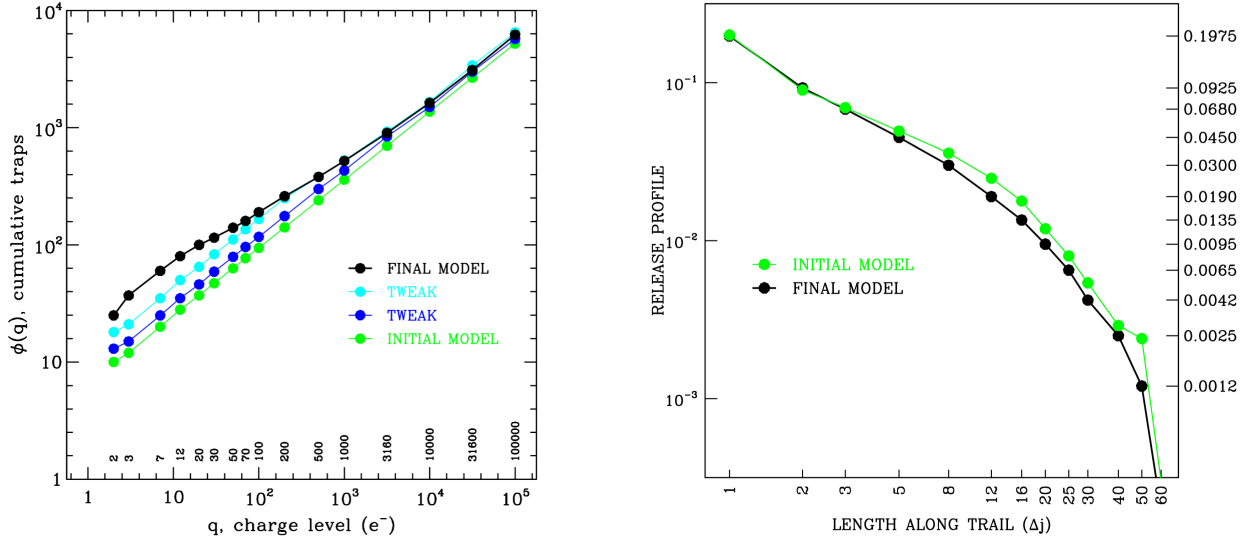 10^4
10^3
10^2
10
1
φ(q), cumulative traps
FINAL MODEL
TWEAK
TWEAK
INITIAL MODEL
2 3 7 12 20 30 50 70 100 200 500 1000 3160 10000 31600 100000
1 10 10^2 10^3 10^4 10^5
q, charge level (e^-)
10^-1
10^-2
10^-3
RELEASE PROFILE
INITIAL MODEL
FINAL MODEL
0.1975
0.0925
0.0680
0.0450
0.0300
0.0190
0.0135
0.0095
0.0065
0.0042
0.0025
0.0012
1 2 3 5 8 12 16 20 25 30 40 50 60
LENGTH ALONG TRAIL (Δj)